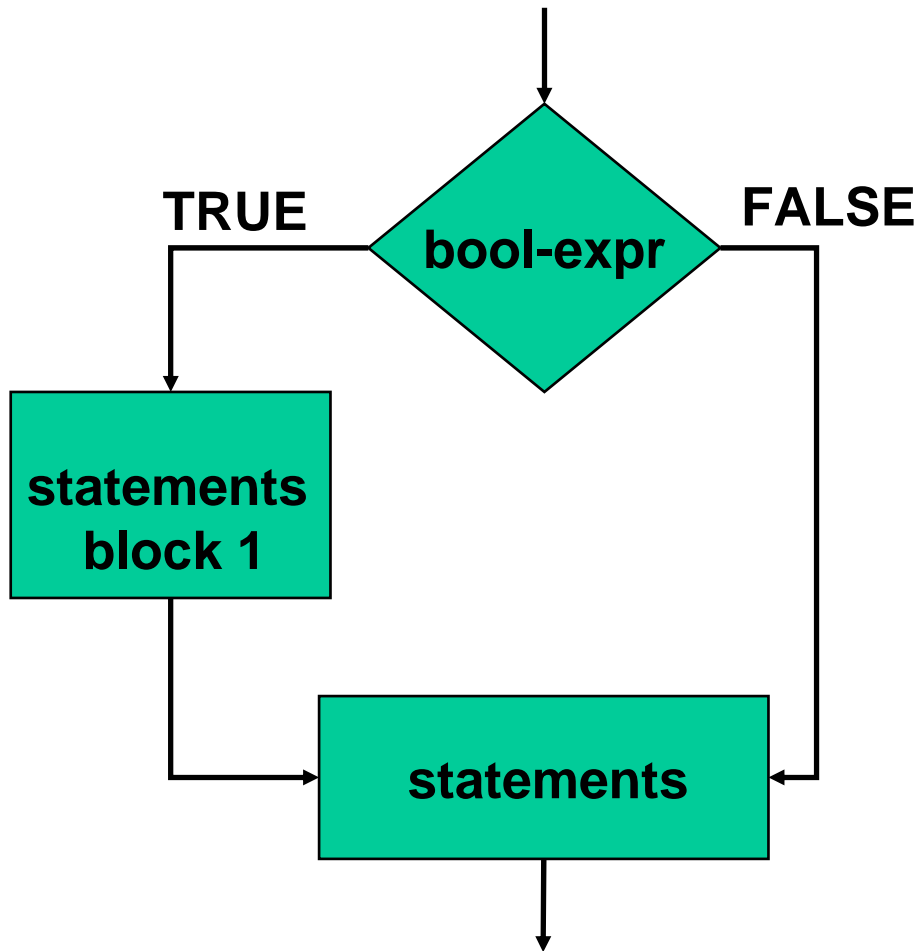 TRUE
FALSE
bool-expr
statements
block 1
statements